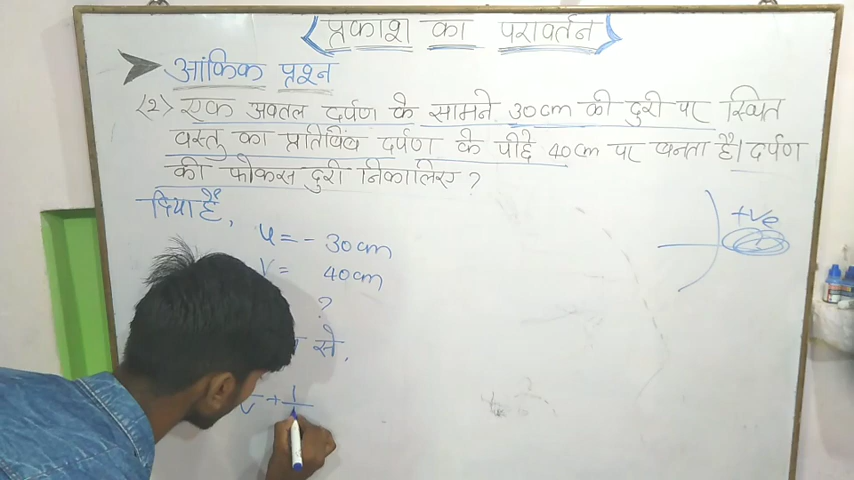 प्रकाश का परावर्तन
आंकिक प्रश्न
(2) एक अवतल दर्पण के सामने 30cm की दुरी पर स्थित
वस्तु का प्रतिबिंब दर्पण के पीछे 40cm पर बनता है। दर्पण
की फोकस दुरी निकालिए ?
दिया है,
+ve
u = - 30cm
v = 40cm
?
से,
v + 1